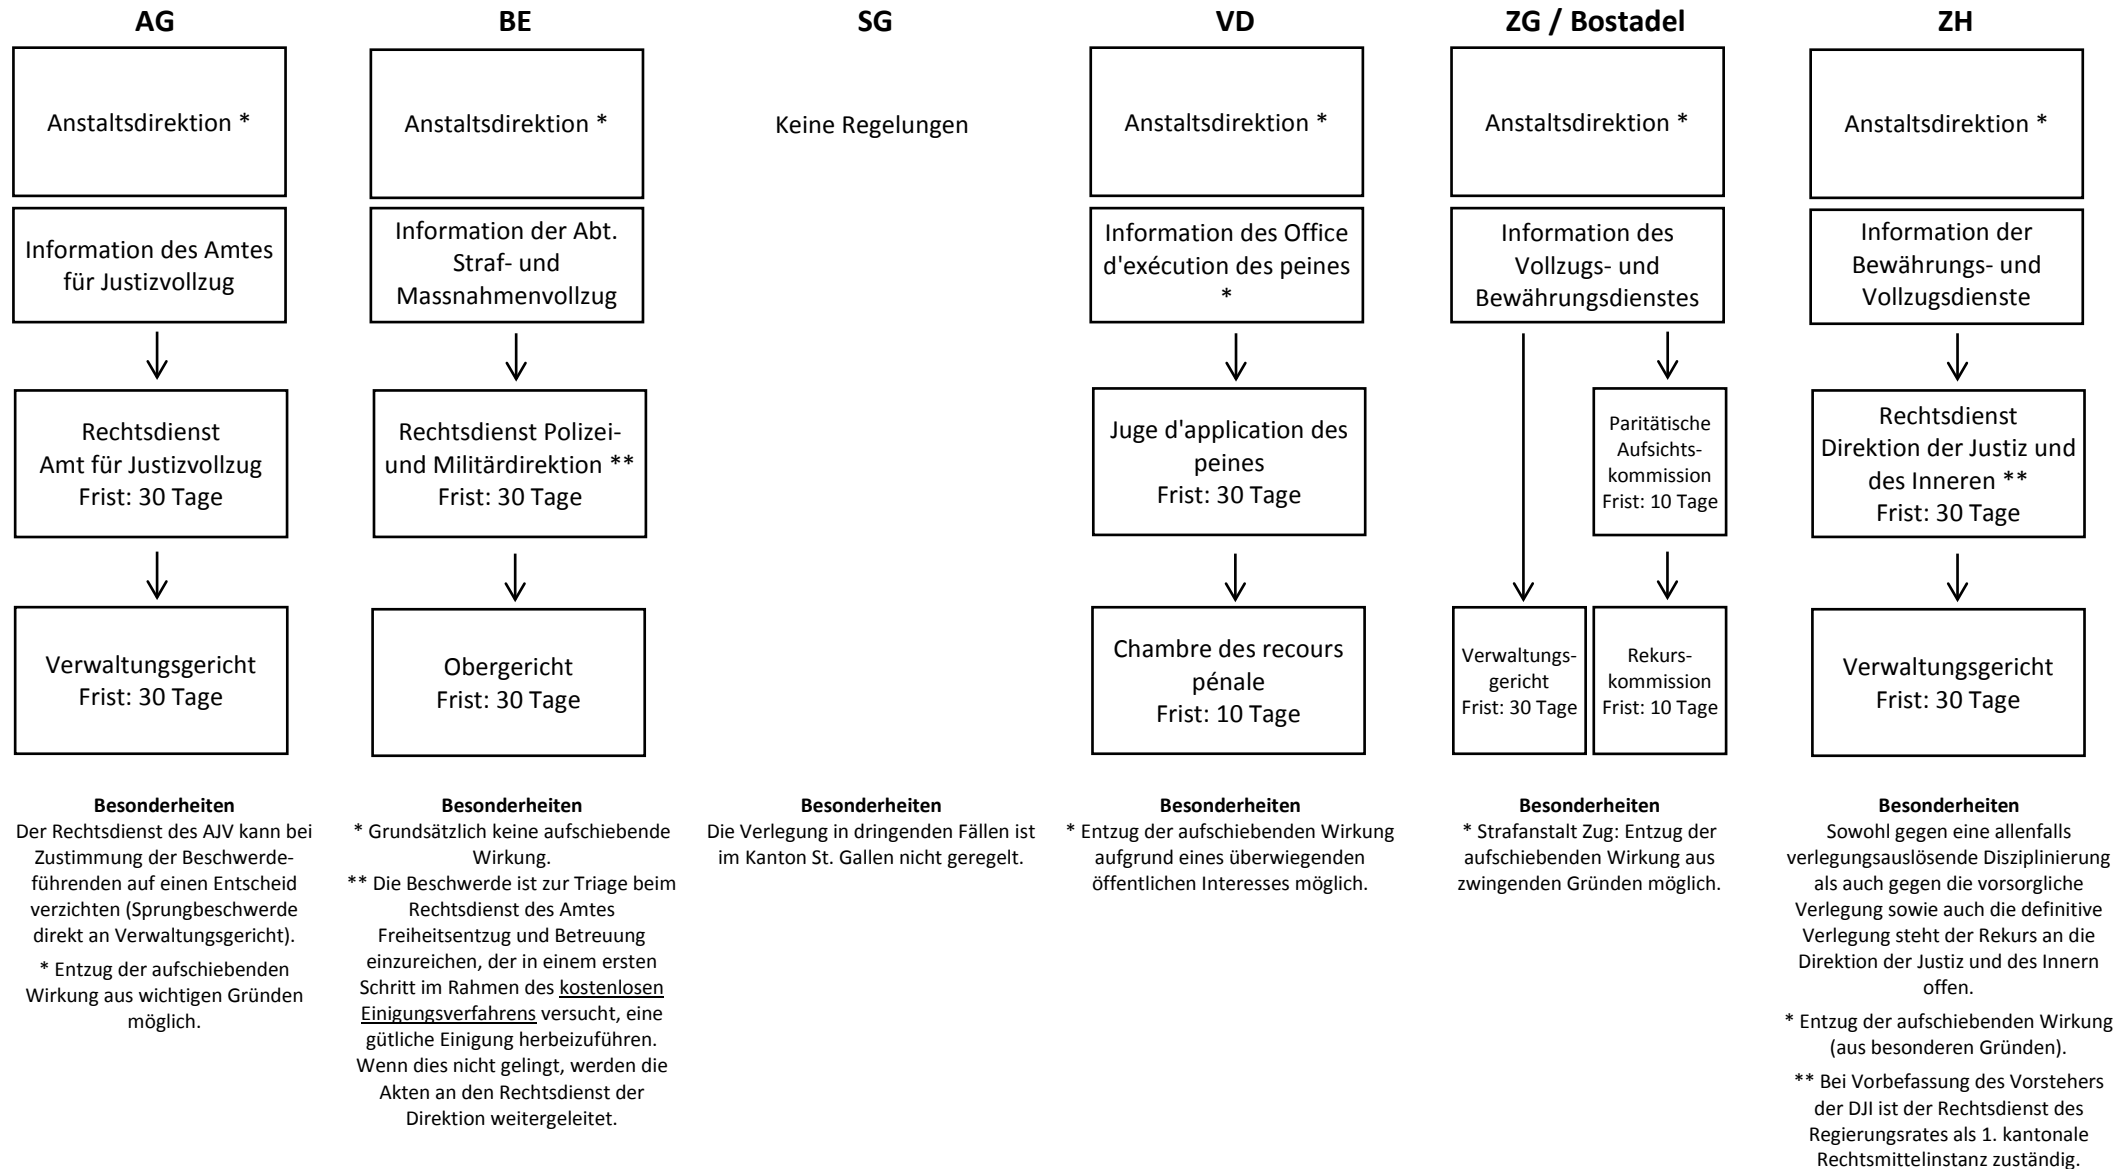 AG
Anstaltsdirektion *
Information des Amtes
für Justizvollzug
Rechtsdienst
Amt für Justizvollzug
Frist: 30 Tage
Verwaltungsgericht
Frist: 30 Tage
Besonderheiten
Der Rechtsdienst des AJV kann bei
Zustimmung der Beschwerde-
führenden auf einen Entscheid
verzichten (Sprungbeschwerde
direkt an Verwaltungsgericht).
* Entzug der aufschiebenden
Wirkung aus wichtigen Gründen
möglich.
BE
Anstaltsdirektion *
Information der Abt.
Straf- und
Massnahmenvollzug
Rechtsdienst Polizei-
und Militärdirektion **
Frist: 30 Tage
Obergericht
Frist: 30 Tage
Besonderheiten
* Grundsätzlich keine aufschiebende
Wirkung.
** Die Beschwerde ist zur Triage beim
Rechtsdienst des Amtes
Freiheitsentzug und Betreuung
einzureichen, der in einem ersten
Schritt im Rahmen des kostenlosen
Einigungsverfahrens versucht, eine
gütliche Einigung herbeizuführen.
Wenn dies nicht gelingt, werden die
Akten an den Rechtsdienst der
Direktion weitergeleitet.
SG
Keine Regelungen
Besonderheiten
Die Verlegung in dringenden Fällen ist
im Kanton St. Gallen nicht geregelt.
VD
Anstaltsdirektion *
Information des Office
d'exécution des peines
*
Juge d'application des
peines
Frist: 30 Tage
Chambre des recours
pénale
Frist: 10 Tage
Besonderheiten
* Entzug der aufschiebenden Wirkung
aufgrund eines überwiegenden
öffentlichen Interesses möglich.
ZG / Bostadel
Anstaltsdirektion *
Information des
Vollzugs- und
Bewährungsdienstes
Paritätische
Aufsichts-
kommission
Frist: 10 Tage
Verwaltungs-
gericht
Frist: 30 Tage
Rekurs-
kommission
Frist: 10 Tage
Besonderheiten
* Strafanstalt Zug: Entzug der
aufschiebenden Wirkung aus
zwingenden Gründen möglich.
ZH
Anstaltsdirektion *
Information der
Bewährungs- und
Vollzugsdienste
Rechtsdienst
Direktion der Justiz und
des Inneren **
Frist: 30 Tage
Verwaltungsgericht
Frist: 30 Tage
Besonderheiten
Sowohl gegen eine allenfalls
verlegungsauslösende Disziplinierung
als auch gegen die vorsorgliche
Verlegung sowie auch die definitive
Verlegung steht der Rekurs an die
Direktion der Justiz und des Innern
offen.
* Entzug der aufschiebenden Wirkung
(aus besonderen Gründen).
** Bei Vorbefassung des Vorstehers
der DJI ist der Rechtsdienst des
Regierungsrates als 1. kantonale
Rechtsmittelinstanz zuständig.